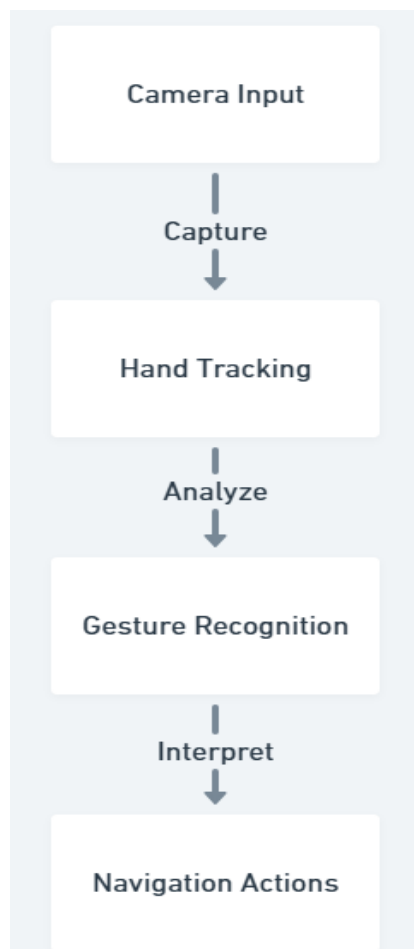 Camera Input
Capture
Hand Tracking
Analyze
Gesture Recognition
Interpret
Navigation Actions